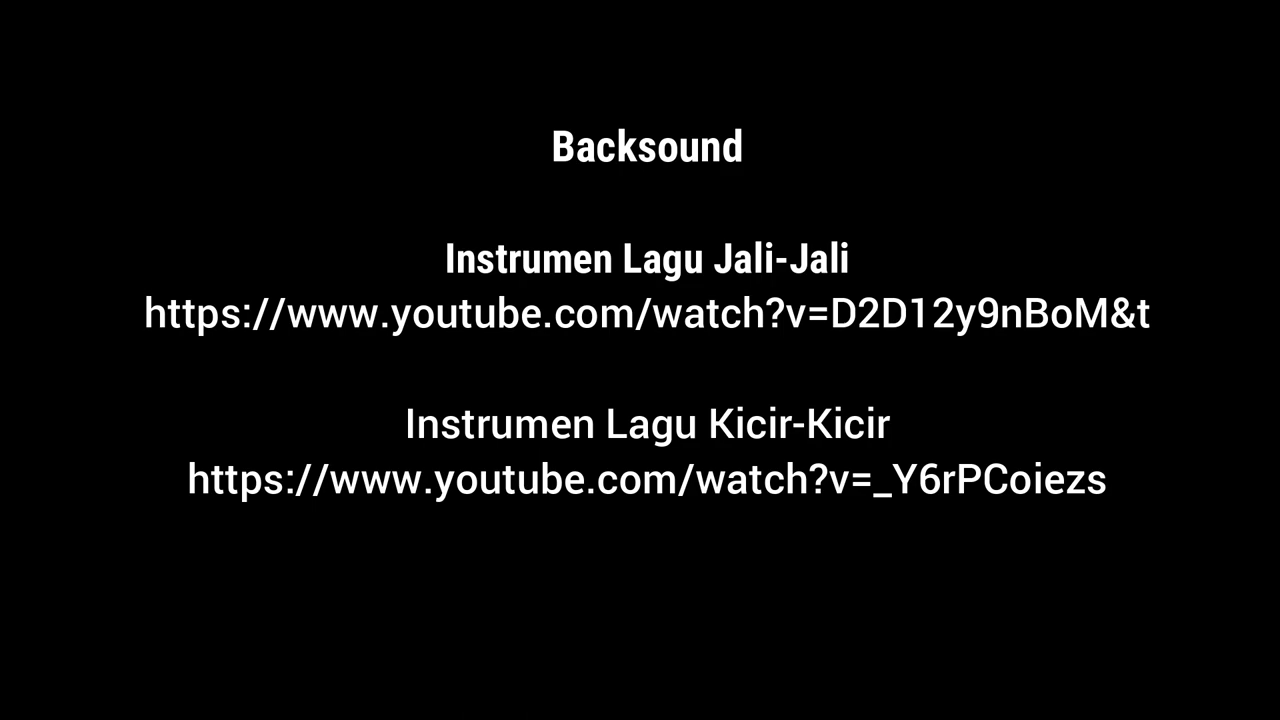 Backsound
Instrumen Lagu Jali-Jali
https://www.youtube.com/watch?v=D2D12y9nBoM&t
Instrumen Lagu Kicir-Kicir
https://www.youtube.com/watch?v=_Y6rPCoiezs